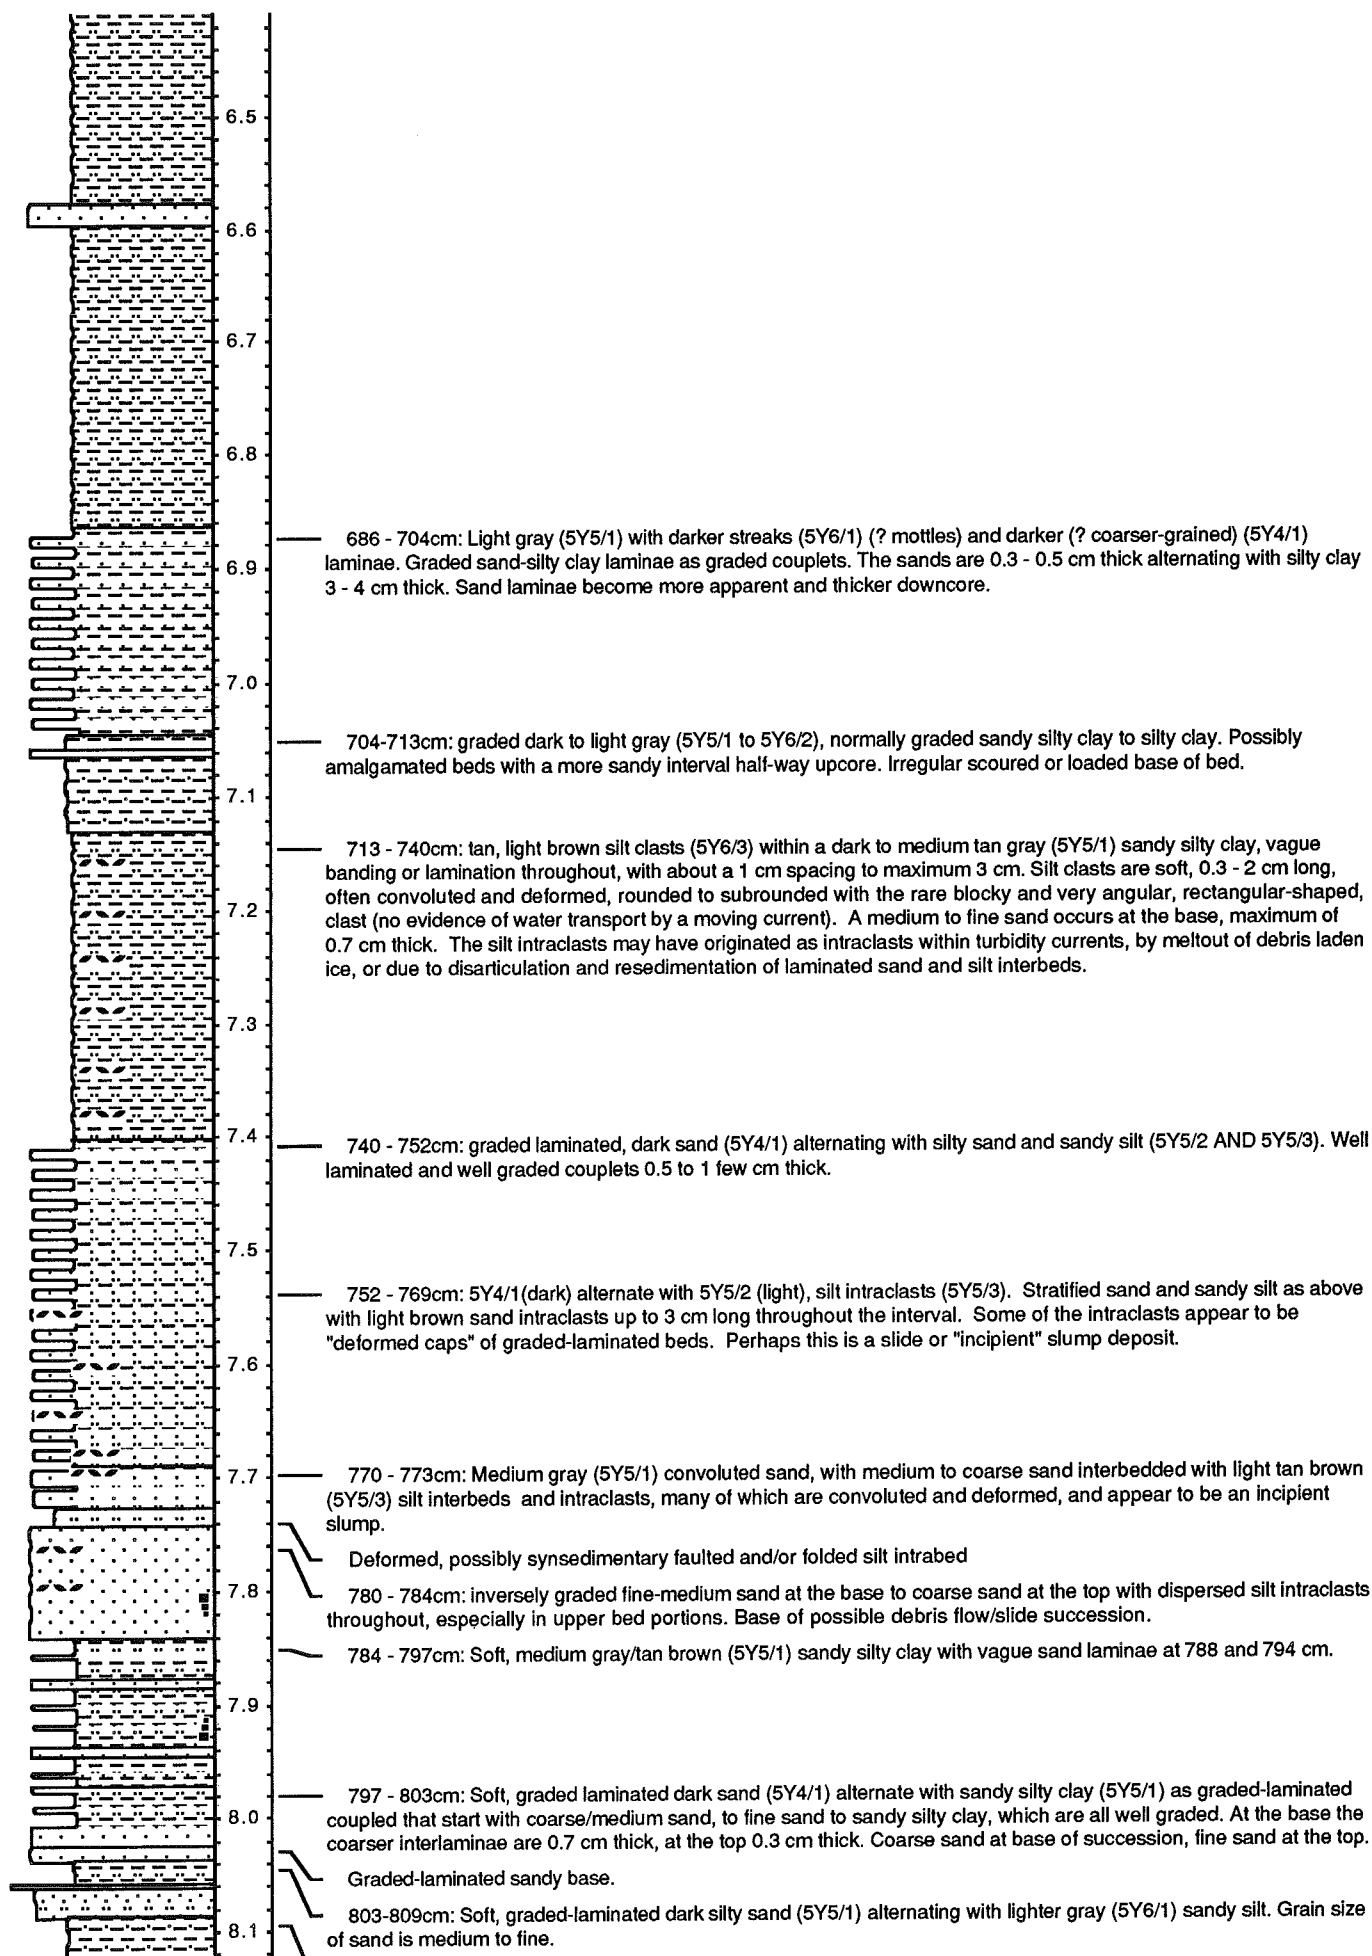 6.5
6.6
6.7
6.8
686 - 704cm: Light gray (5Y5/1) with darker streaks (5Y6/1) (? mottles) and darker (? coarser-grained) (5Y4/1)
laminae. Graded sand-silty clay laminae as graded couplets. The sands are 0.3 - 0.5 cm thick alternating with silty clay
6.9
3 - 4 cm thick. Sand laminae become more apparent and thicker downcore.
7.0
704-713cm: graded dark to light gray (5Y5/1 to 5Y6/2), normally graded sandy silty clay to silty clay. Possibly
amalgamated beds with a more sandy interval half-way upcore. Irregular scoured or loaded base of bed.
7.1
713 - 740cm: tan, light brown silt clasts (5Y6/3) within a dark to medium tan gray (5Y5/1) sandy silty clay, vague
banding or lamination throughout, with about a 1 cm spacing to maximum 3 cm. Silt clasts are soft, 0.3 - 2 cm long,
often convoluted and deformed, rounded to subrounded with the rare blocky and very angular, rectangular-shaped,
7.2
clast (no evidence of water transport by a moving current). A medium to fine sand occurs at the base, maximum of
0.7 cm thick. The silt intraclasts may have originated as intraclasts within turbidity currents, by meltout of debris laden
ice, or due to disarticulation and resedimentation of laminated sand and silt interbeds.
7.3
7.4
740 - 752cm: graded laminated, dark sand (5Y4/1) alternating with silty sand and sandy silt (5Y5/2 AND 5Y5/3). Well
laminated and well graded couplets 0.5 to 1 few cm thick.
7.5
752 - 769cm: 5Y4/1(dark) alternate with 5Y5/2 (light), silt intraclasts (5Y5/3). Stratified sand and sandy silt as above
with light brown sand intraclasts up to 3 cm long throughout the interval. Some of the intraclasts appear to be
"deformed caps" of graded-laminated beds. Perhaps this is a slide or "incipient" slump deposit.
7.6
7.7
770 - 773cm: Medium gray (5Y5/1) convoluted sand, with medium to coarse sand interbedded with light tan brown
(5Y5/3) silt interbeds and intraclasts, many of which are convoluted and deformed, and appear to be an incipient
slump.
Deformed, possibly synsedimentary faulted and/or folded silt intrabed
7.8
780 - 784cm: inversely graded fine-medium sand at the base to coarse sand at the top with dispersed silt intraclasts
throughout, especially in upper bed portions. Base of possible debris flow/slide succession.
784 - 797cm: Soft, medium gray/tan brown (5Y5/1) sandy silty clay with vague sand laminae at 788 and 794 cm.
7.9
797 - 803cm: Soft, graded laminated dark sand (5Y4/1) alternate with sandy silty clay (5Y5/1) as graded-laminated
8.0
coupled that start with coarse/medium sand, to fine sand to sandy silty clay, which are all well graded. At the base the
coarser interlaminae are 0.7 cm thick, at the top 0.3 cm thick. Coarse sand at base of succession, fine sand at the top.
Graded-laminated sandy base.
803-809cm: Soft, graded-laminated dark silty sand (5Y5/1) alternating with lighter gray (5Y6/1) sandy silt. Grain size
8.1
of sand is medium to fine.